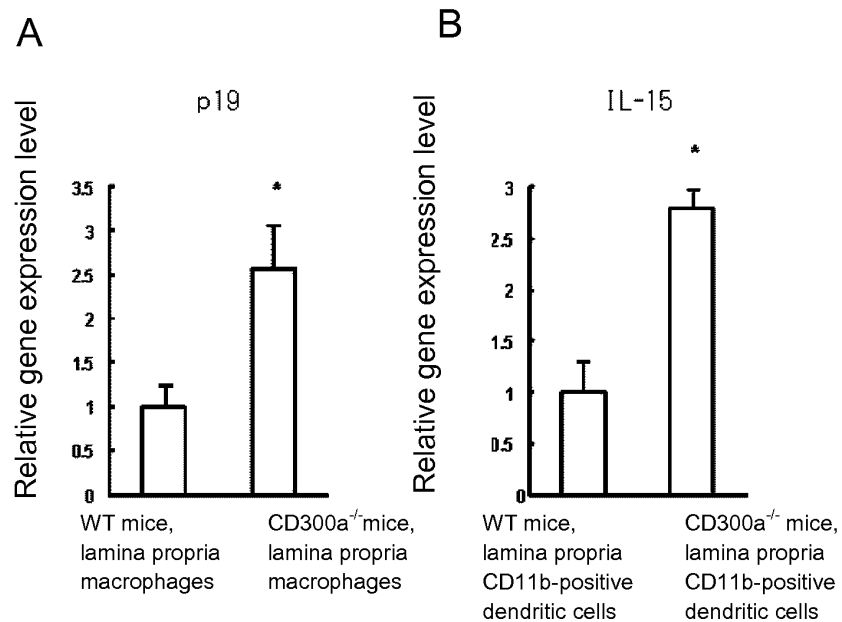 A
p19
Relative gene expression level
3.5
*
3
2.5
2
1.5
1
0.5
0
WT mice,
lamina propria
macrophages
CD300a-/-mice,
lamina propria
macrophages
B
IL-15
Relative gene expression level
*
3
2.5
2
1.5
1
0.5
0
WT mice,
lamina propria
CD11b-positive
dendritic cells
CD300a-/- mice,
lamina propria
CD11b-positive
dendritic cells